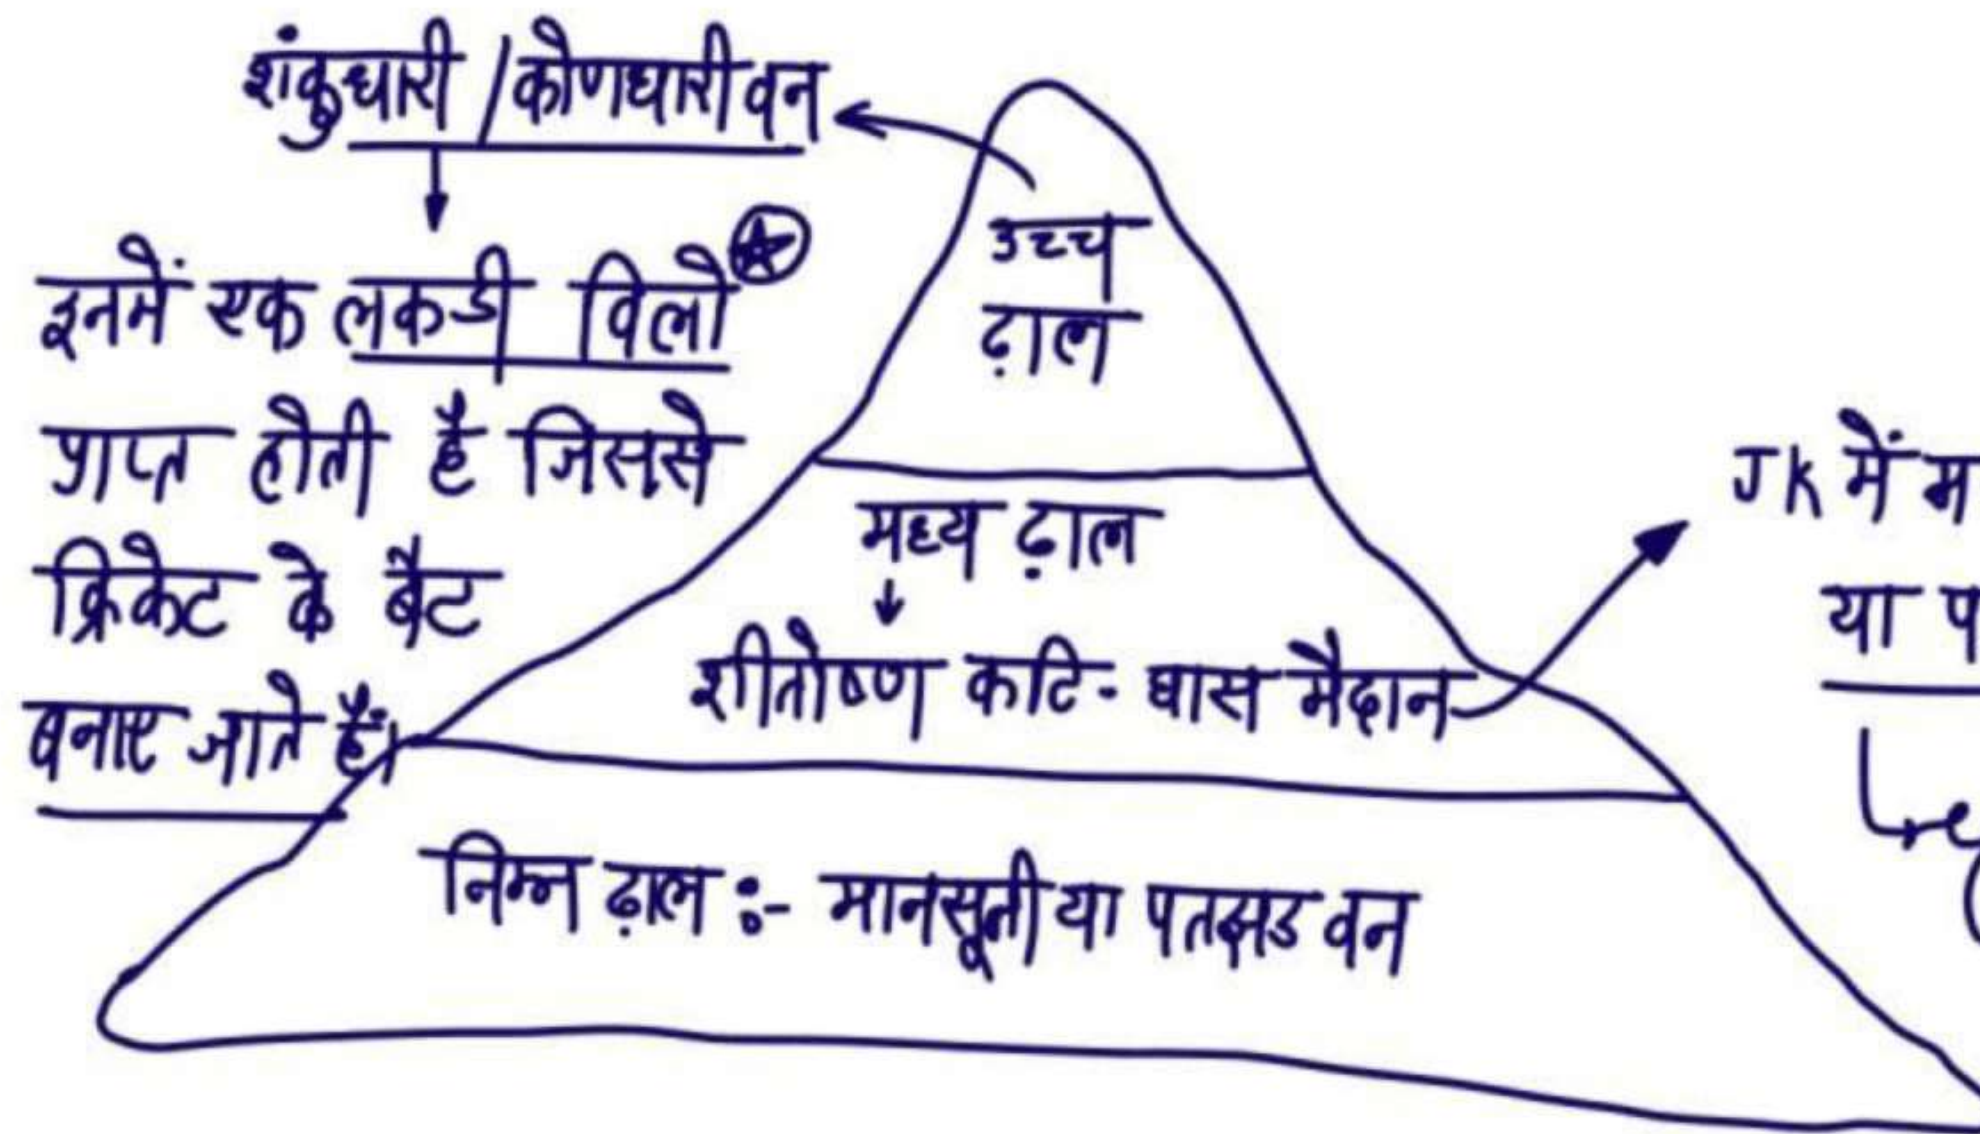 शंकुधारी / कोणधारी वन
इनमें एक लकडी विलो
प्राप्त होती है जिससे
क्रिकेट के बैट
बनाए जाते हैं।
उच्च
ढ़ाल
मध्य ढ़ाल
शीतोष्ण कटि- घास मैदान
निम्न ढ़ाल :- मानसूनी या पतझड वन
JK में म
या प